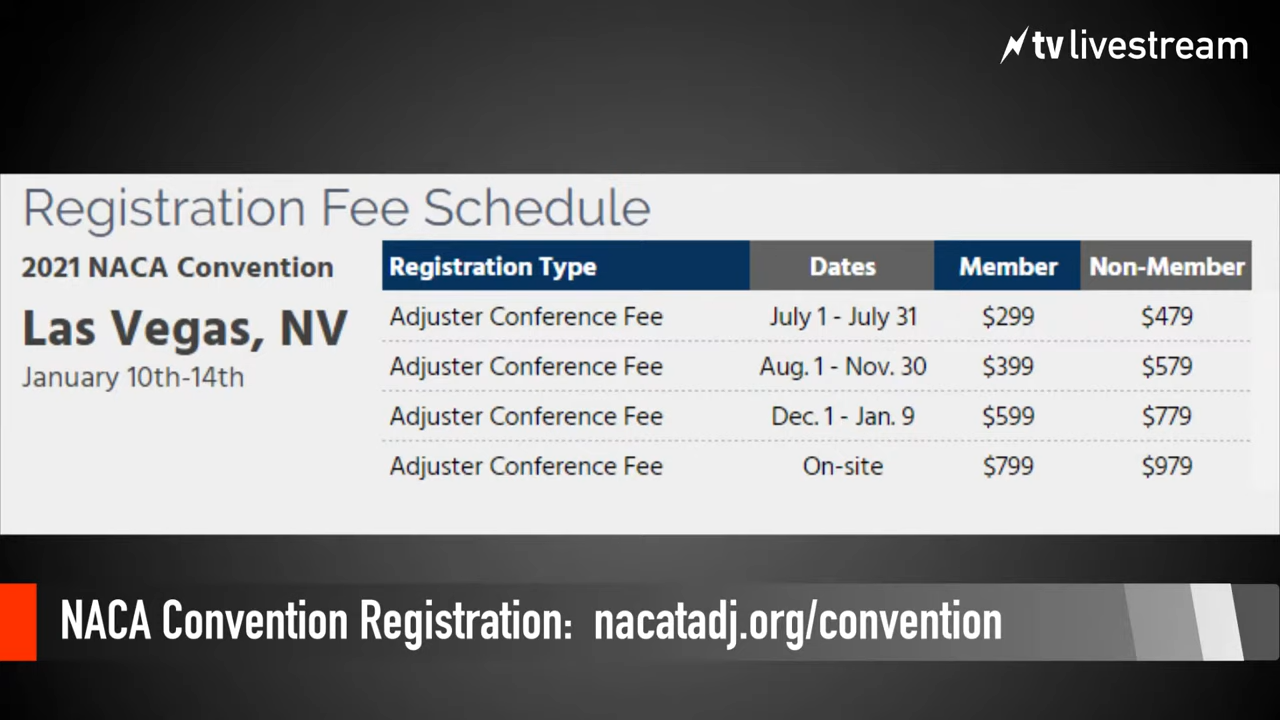 tv livestream
Registration Fee Schedule
2021 NACA Convention
Las Vegas, NV
January 10th-14th
Registration Type Dates Member Non-Member
Adjuster Conference Fee July 1 - July 31 $299 $479
Adjuster Conference Fee Aug. 1 - Nov. 30 $399 $579
Adjuster Conference Fee Dec. 1 - Jan. 9 $599 $779
Adjuster Conference Fee On-site $799 $979
NACA Convention Registration: nacatadj.org/convention